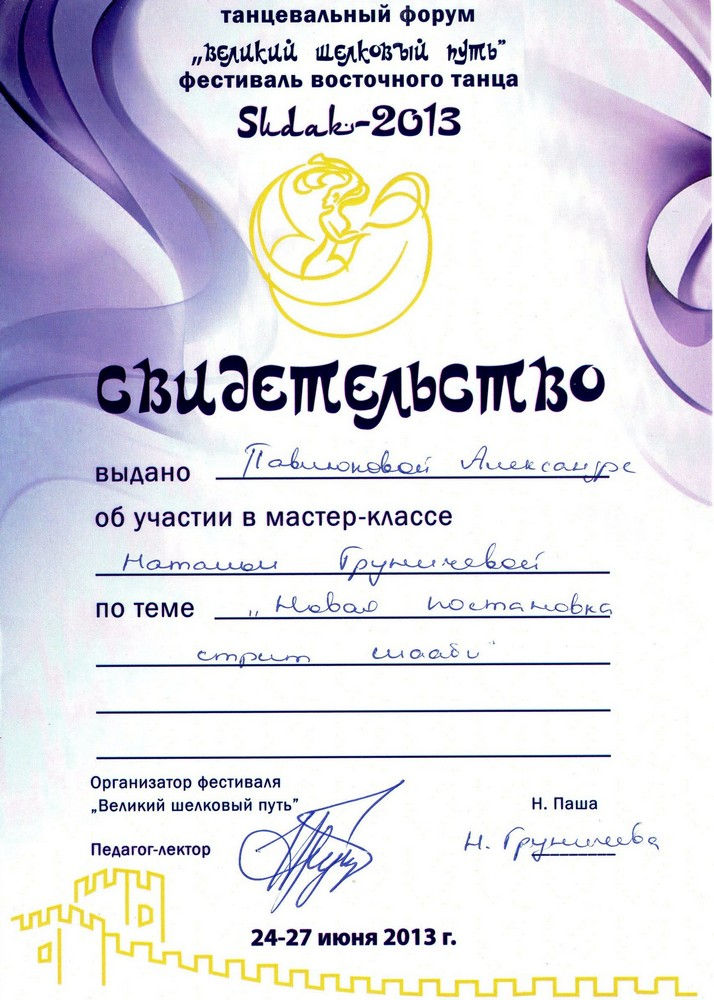 танцевальный форум
„великий шелковый путь"
фестиваль восточного танца
Sudak-2013
свидетельство
выдано Павлюковой Александре
об участии в мастер-классе
Натальи Груничевой
по теме „Новая постановка
стрит шааби"
Организатор фестиваля
„Великий шелковый путь"
Н. Паша
Педагог-лектор
Н. Груничева
24-27 июня 2013 г.